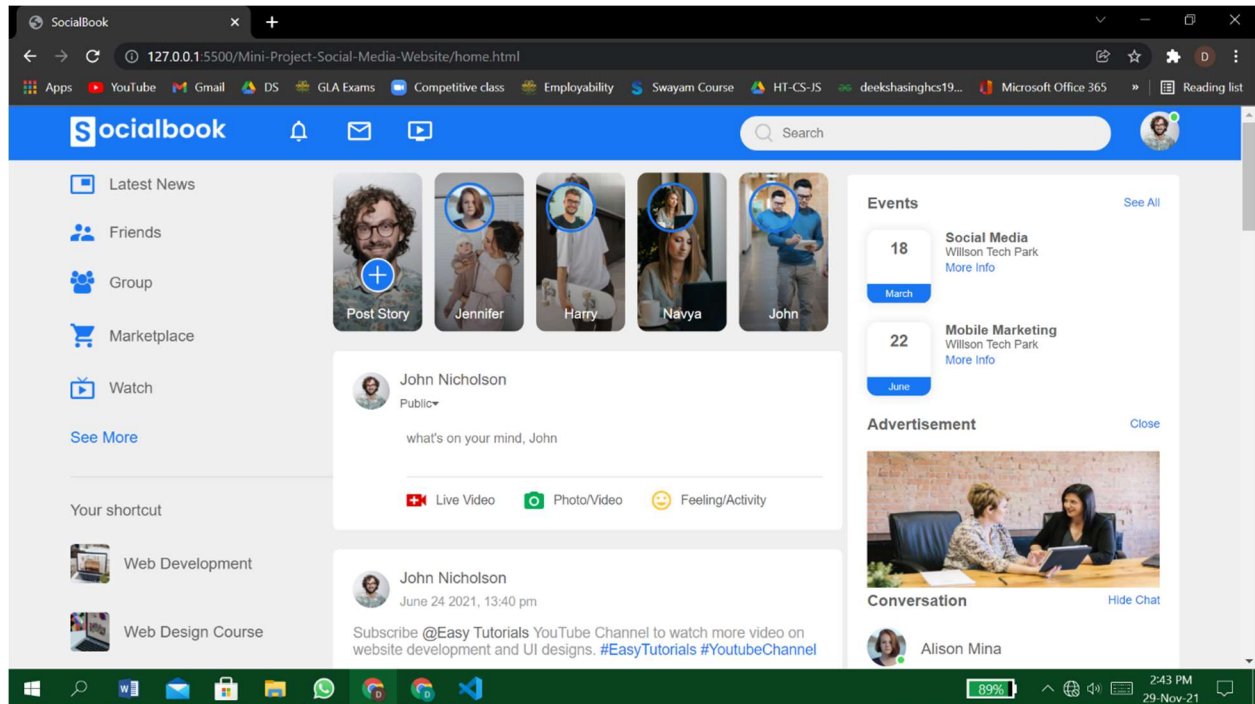 SocialBook
127.0.0.1:5500/Mini-Project-Social-Media-Website/home.html
D
Apps YouTube Gmail DS GLA Exams Competitive class Employability Swayam Course HT-CS-JS deekshasinghcs19... Microsoft Office 365 » Reading list
Socialbook
Search
Latest News
Friends
Group
Marketplace
Watch
See More
Your shortcut
Web Development
Web Design Course
Post Story
Jennifer
Harry
Navya
John
John Nicholson
Public
what's on your mind, John
Live Video
Photo/Video
Feeling/Activity
John Nicholson
June 24 2021, 13:40 pm
Subscribe @Easy Tutorials YouTube Channel to watch more video on
website development and UI designs. #EasyTutorials #YoutubeChannel
Events See All
18
March
Social Media
Willson Tech Park
More Info
22
June
Mobile Marketing
Willson Tech Park
More Info
Advertisement Close
Conversation Hide Chat
Alison Mina
89%
2:43 PM
29-Nov-21